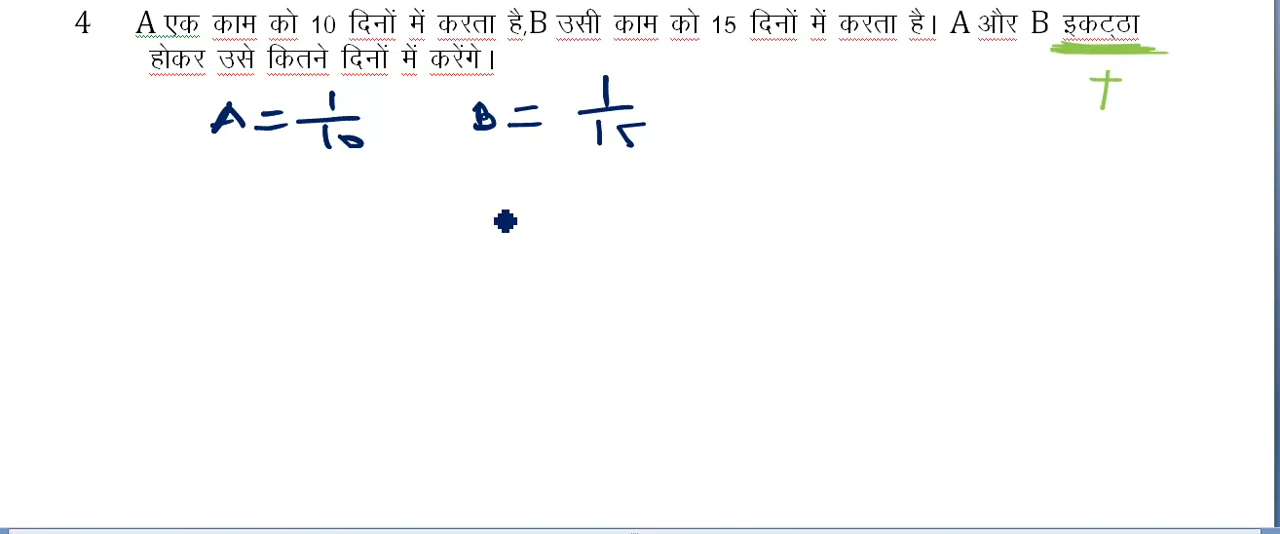 4 A एक काम को 10 दिनों में करता है,B उसी काम को 15 दिनों में करता है। A और B इकट्ठा
होकर उसे कितने दिनों में करेंगे।
+
A = 1/10 B = 1/15